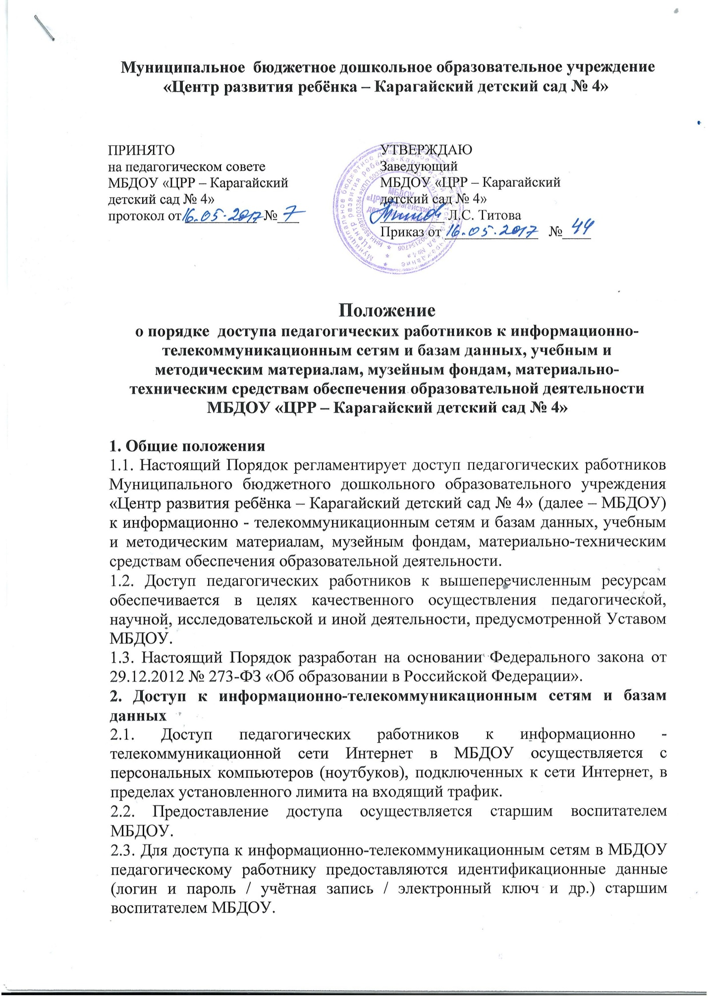 Муниципальное бюджетное дошкольное образовательное учреждение
«Центр развития ребёнка – Карагайский детский сад № 4»
ПРИНЯТО
на педагогическом совете
МБДОУ «ЦРР – Карагайский
детский сад № 4»
протокол от 16.05.2017 № 7
УТВЕРЖДАЮ
Заведующий
МБДОУ «ЦРР – Карагайский
детский сад № 4»
Л.С. Титова
Приказ от 16.05.2017 № 44
Положение
о порядке доступа педагогических работников к информационно-
телекоммуникационным сетям и базам данных, учебным и
методическим материалам, музейным фондам, материально-
техническим средствам обеспечения образовательной деятельности
МБДОУ «ЦРР – Карагайский детский сад № 4»
1. Общие положения
1.1. Настоящий Порядок регламентирует доступ педагогических работников
Муниципального бюджетного дошкольного образовательного учреждения
«Центр развития ребёнка – Карагайский детский сад № 4» (далее – МБДОУ)
к информационно - телекоммуникационным сетям и базам данных, учебным
и методическим материалам, музейным фондам, материально-техническим
средствам обеспечения образовательной деятельности.
1.2. Доступ педагогических работников к вышеперечисленным ресурсам
обеспечивается в целях качественного осуществления педагогической,
научной, исследовательской и иной деятельности, предусмотренной Уставом
МБДОУ.
1.3. Настоящий Порядок разработан на основании Федерального закона от
29.12.2012 № 273-ФЗ «Об образовании в Российской Федерации».
2. Доступ к информационно-телекоммуникационным сетям и базам
данных
2.1. Доступ педагогических работников к информационно -
телекоммуникационной сети Интернет в МБДОУ осуществляется с
персональных компьютеров (ноутбуков), подключенных к сети Интернет, в
пределах установленного лимита на входящий трафик.
2.2. Предоставление доступа осуществляется старшим воспитателем
МБДОУ.
2.3. Для доступа к информационно-телекоммуникационным сетям в МБДОУ
педагогическому работнику предоставляются идентификационные данные
(логин и пароль / учётная запись / электронный ключ и др.) старшим
воспитателем МБДОУ.